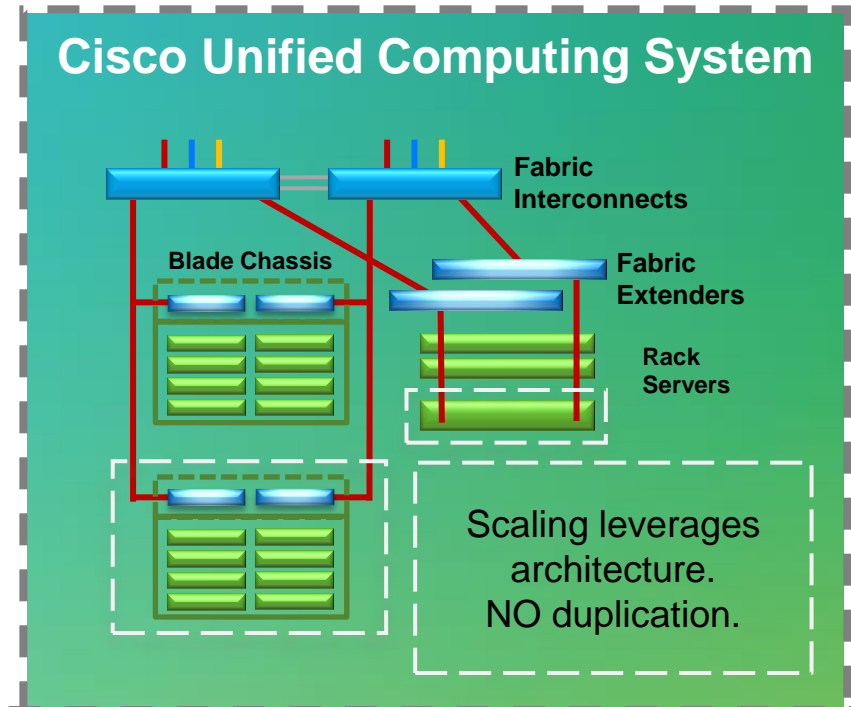 Cisco Unified Computing System
Fabric
Interconnects
Blade Chassis
Fabric
Extenders
Rack
Servers
Scaling leverages
architecture.
NO duplication.